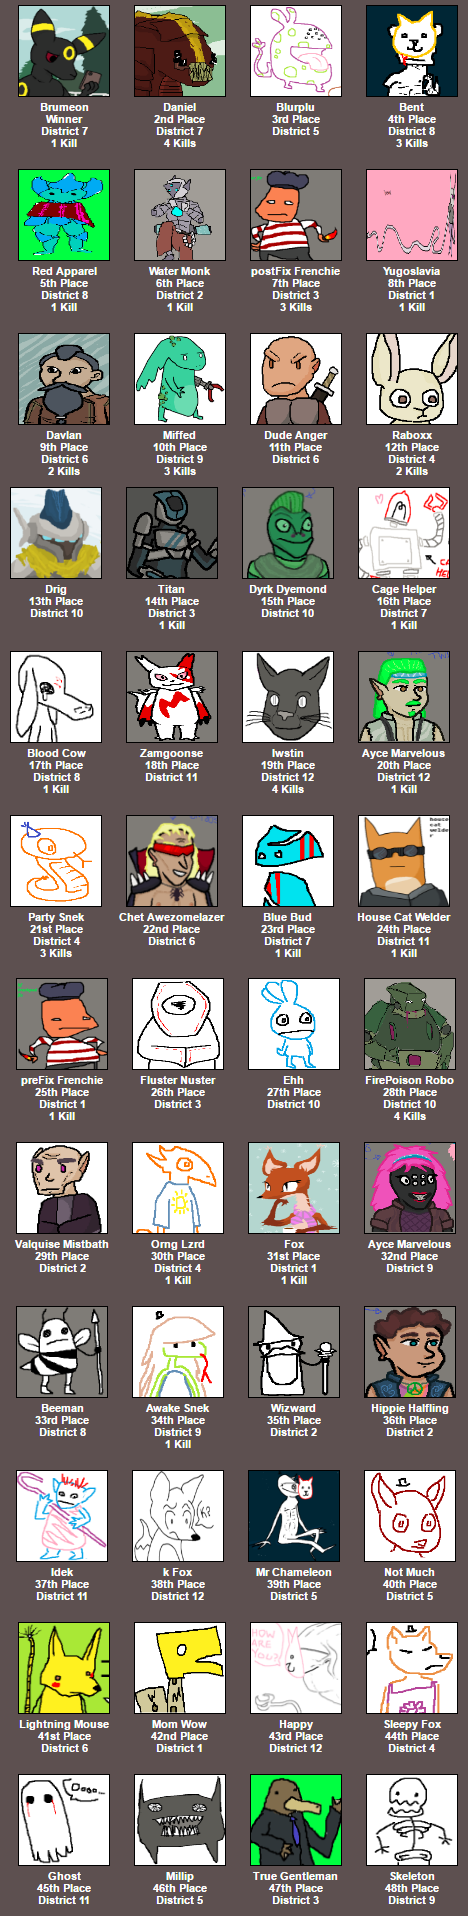 Brumeon
Winner
District 7
1 Kill
Daniel
2nd Place
District 7
4 Kills
Blurplu
3rd Place
District 5
Bent
4th Place
District 8
3 Kills
Red Apparel
5th Place
District 8
1 Kill
Water Monk
6th Place
District 2
1 Kill
postFix Frenchie
7th Place
District 3
3 Kills
Yugoslavia
8th Place
District 1
1 Kill
Davlan
9th Place
District 6
2 Kills
Miffed
10th Place
District 9
3 Kills
Dude Anger
11th Place
District 6
Raboxx
12th Place
District 4
2 Kills
Drig
13th Place
District 10
Titan
14th Place
District 3
1 Kill
Dyrk Dyemond
15th Place
District 10
Cage Helper
16th Place
District 7
1 Kill
Blood Cow
17th Place
District 8
1 Kill
Zamgoonse
18th Place
District 11
Iwstin
19th Place
District 12
4 Kills
Ayce Marvelous
20th Place
District 12
1 Kill
house
cat
welde
r
Party Snek
21st Place
District 4
3 Kills
Chet Awezomelazer
22nd Place
District 6
Blue Bud
23rd Place
District 7
1 Kill
House Cat Welder
24th Place
District 11
1 Kill
preFix Frenchie
25th Place
District 1
1 Kill
Fluster Nuster
26th Place
District 3
Ehh
27th Place
District 10
FirePoison Robo
28th Place
District 10
4 Kills
Valquise Mistbath
29th Place
District 2
Orng Lzrd
30th Place
District 4
1 Kill
Fox
31st Place
District 1
1 Kill
Ayce Marvelous
32nd Place
District 9
Beeman
33rd Place
District 8
Awake Snek
34th Place
District 9
1 Kill
Wizward
35th Place
District 2
Hippie Halfling
36th Place
District 2
Idek
37th Place
District 11
h?
k Fox
38th Place
District 12
Mr Chameleon
39th Place
District 5
Not Much
40th Place
District 5
Lightning Mouse
41st Place
District 6
Mom Wow
42nd Place
District 1
HOW
ARE
YOU?
Happy
43rd Place
District 12
Sleepy Fox
44th Place
District 4
Ghost
45th Place
District 11
Millip
46th Place
District 5
True Gentleman
47th Place
District 3
Skeleton
48th Place
District 9